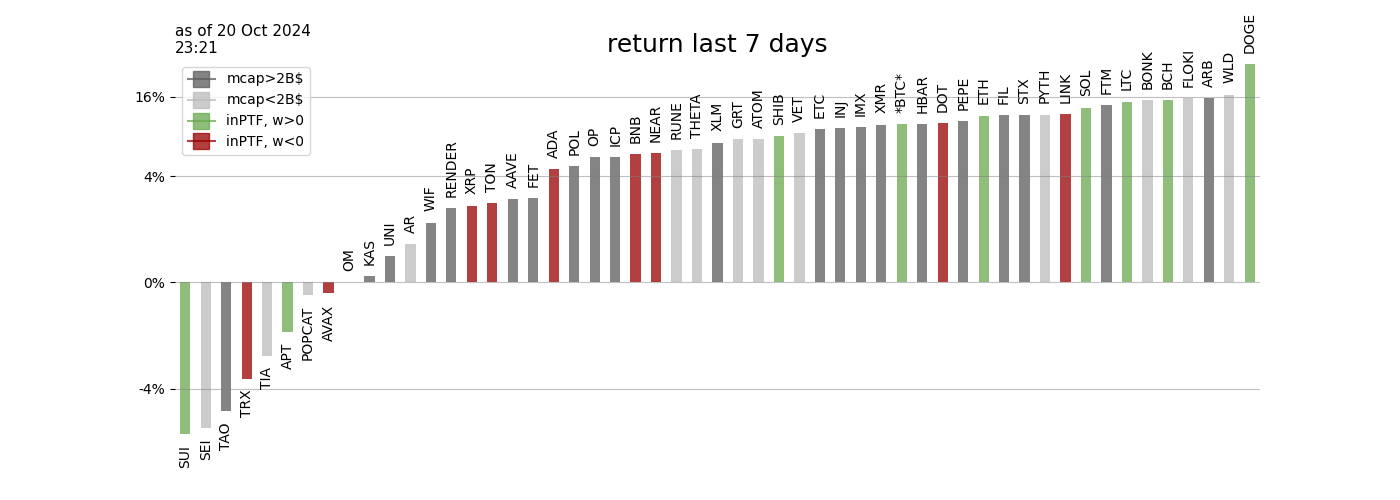 as of 20 Oct 2024
23:21
return last 7 days
mcap>2B$
mcap<2B$
inPTF, w>0
inPTF, w<0
16%
4%
0%
-4%
SUI
SEI
TAO
TRX
TIA
APT
POPCAT
AVAX
OM
KAS
UNI
AR
WIF
RENDER
XRP
TON
AAVE
FET
ADA
POL
OP
ICP
BNB
NEAR
RUNE
THETA
XLM
GRT
ATOM
SHIB
VET
ETC
INJ
IMX
XMR
*BTC*
HBAR
DOT
PEPE
ETH
FIL
STX
PYTH
LINK
SOL
FTM
LTC
BONK
BCH
FLOKI
ARB
WLD
DOGE